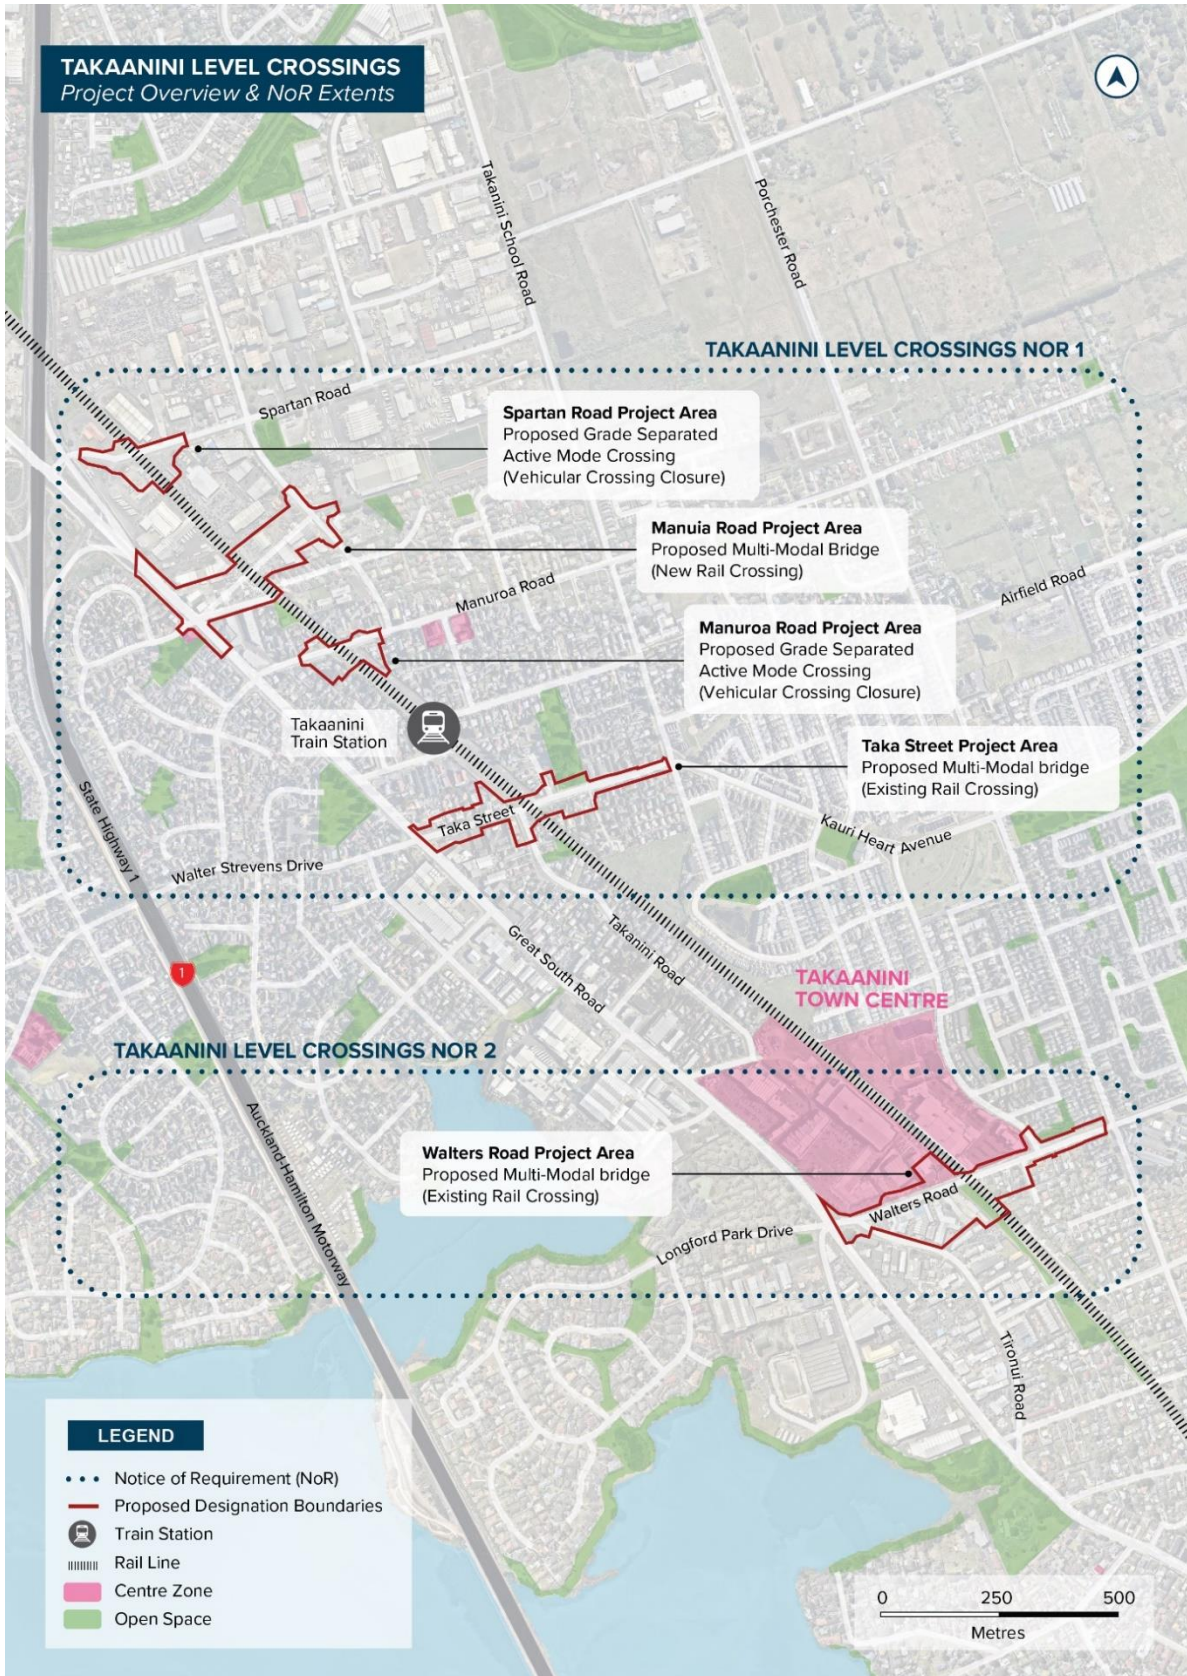 TAKAANINI LEVEL CROSSINGS
Project Overview & NoR Extents
Takanini School Road
Porchester Road
TAKAANINI LEVEL CROSSINGS NOR 1
Spartan Road
Spartan Road Project Area
Proposed Grade Separated
Active Mode Crossing
(Vehicular Crossing Closure)
Manuia Road Project Area
Proposed Multi-Modal Bridge
(New Rail Crossing)
Manuroa Road
Airfield Road
Manuroa Road Project Area
Proposed Grade Separated
Active Mode Crossing
(Vehicular Crossing Closure)
Takaanini
Train Station
Taka Street Project Area
Proposed Multi-Modal bridge
(Existing Rail Crossing)
State Highway 1
Taka Street
Kauri Heart Avenue
Walter Strevens Drive
Great South Road
Takanini Road
1
TAKAANINI
TOWN CENTRE
TAKAANINI LEVEL CROSSINGS NOR 2
Auckland-Hamilton Motorway
Walters Road Project Area
Proposed Multi-Modal bridge
(Existing Rail Crossing)
Walters Road
Longford Park Drive
Tironui Road
LEGEND
Notice of Requirement (NoR)
Proposed Designation Boundaries
Train Station
Rail Line
Centre Zone
Open Space
0 250 500
Metres